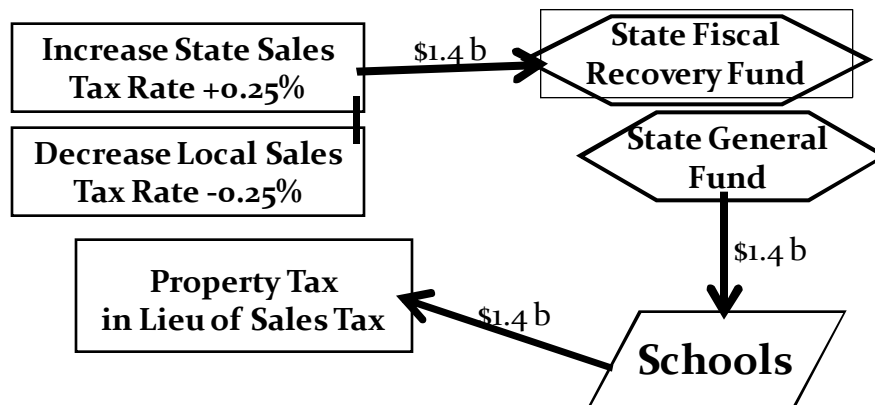 Increase State Sales
Tax Rate +0.25%
$1.4 b
State Fiscal
Recovery Fund
Decrease Local Sales
Tax Rate -0.25%
State General
Fund
$1.4 b
Property Tax
in Lieu of Sales Tax
$1.4 b
Schools